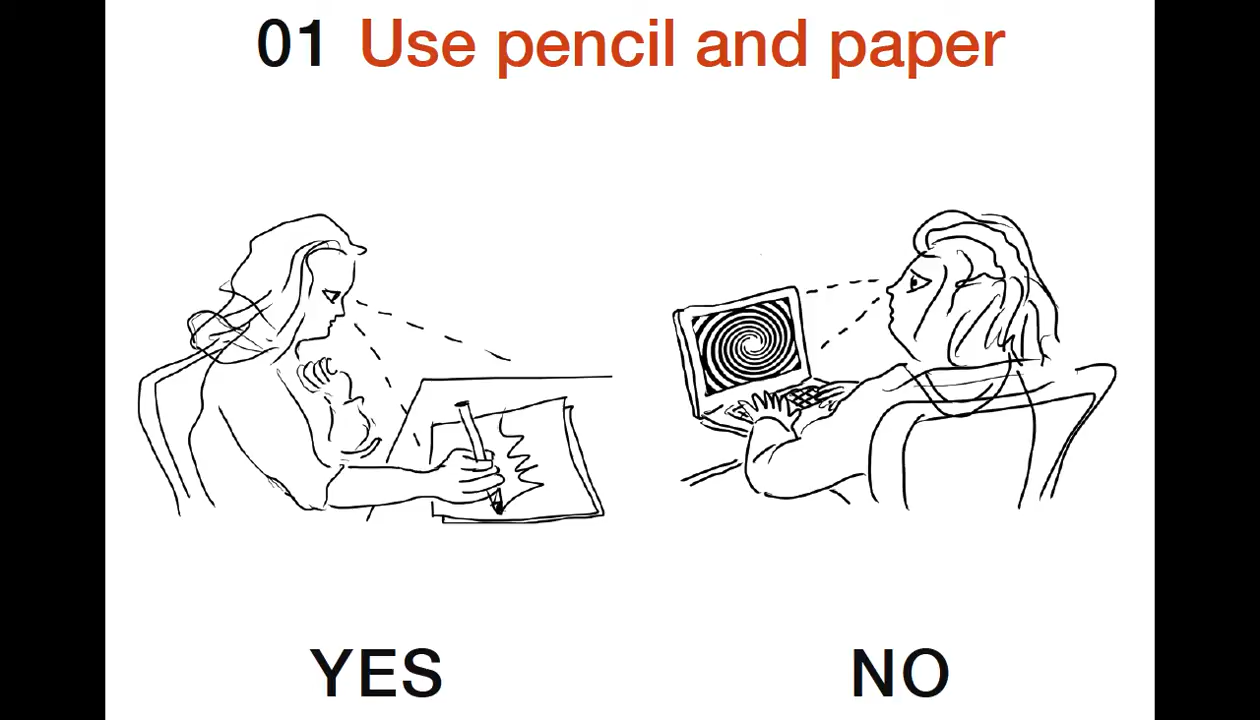 01 Use pencil and paper
YES
NO